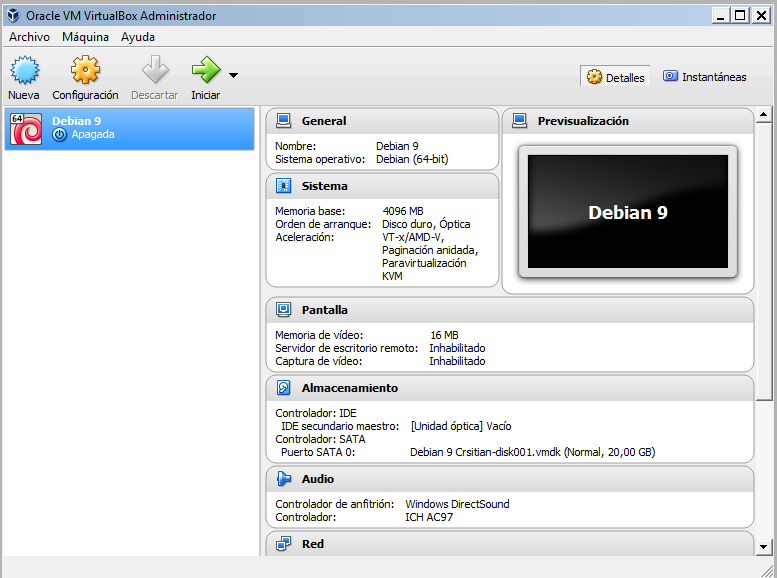 Oracle VM VirtualBox Administrador
Archivo Máquina Ayuda
Nueva Configuración Descartar Iniciar
Detalles Instantáneas
64 Debian 9
Apagada
General
Nombre: Debian 9
Sistema operativo: Debian (64-bit)
Previsualización
Debian 9
Sistema
Memoria base: 4096 MB
Orden de arranque: Disco duro, Óptica
Aceleración: VT-x/AMD-V,
Paginación anidada,
Paravirtualización
KVM
Pantalla
Memoria de vídeo: 16 MB
Servidor de escritorio remoto: Inhabilitado
Captura de vídeo: Inhabilitado
Almacenamiento
Controlador: IDE
IDE secundario maestro: [Unidad óptica] Vacío
Controlador: SATA
Puerto SATA 0: Debian 9 Crsitian-disk001.vmdk (Normal, 20,00 GB)
Audio
Controlador de anfitrión: Windows DirectSound
Controlador: ICH AC97
Red